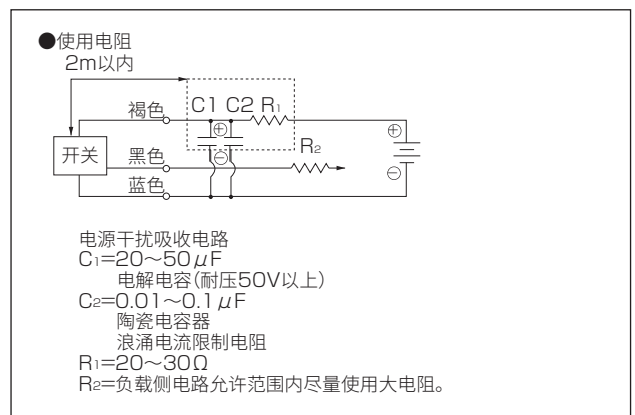 ●使用电阻
2m以内
褐色 C1 C2 R₁
⊕ ⊕
开关 黑色 R₂
⊖ ⊖
蓝色
电源干扰吸收电路
C₁=20～50μF
电解电容(耐压50V以上)
C₂=0.01～0.1μF
陶瓷电容器
浪涌电流限制电阻
R₁=20～30Ω
R₂=负载侧电路允许范围内尽量使用大电阻。